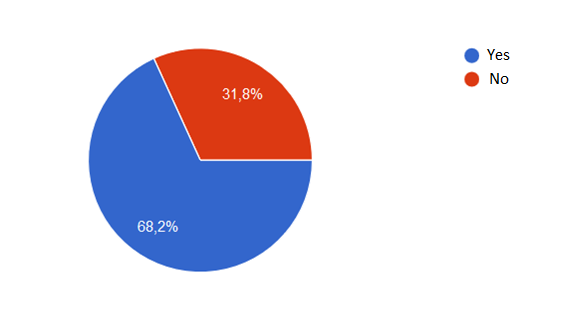 Yes
No
31,8%
68,2%